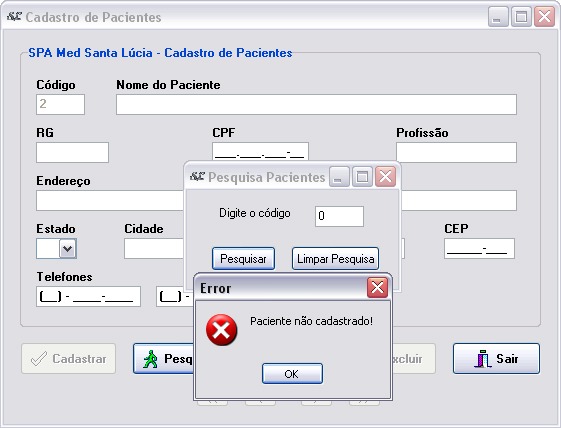 Cadastro de Pacientes
SPA Med Santa Lúcia - Cadastro de Pacientes
Código Nome do Paciente
2
RG CPF Profissão
___.___.___-__
Pesquisa Pacientes
Endereço
Digite o código 0
Estado Cidade CEP
_____-___
Pesquisar Limpar Pesquisa
Telefones
(__) - ____-____ (__) -
Error
Paciente não cadastrado!
Cadastrar Pesq xcluir Sair
OK